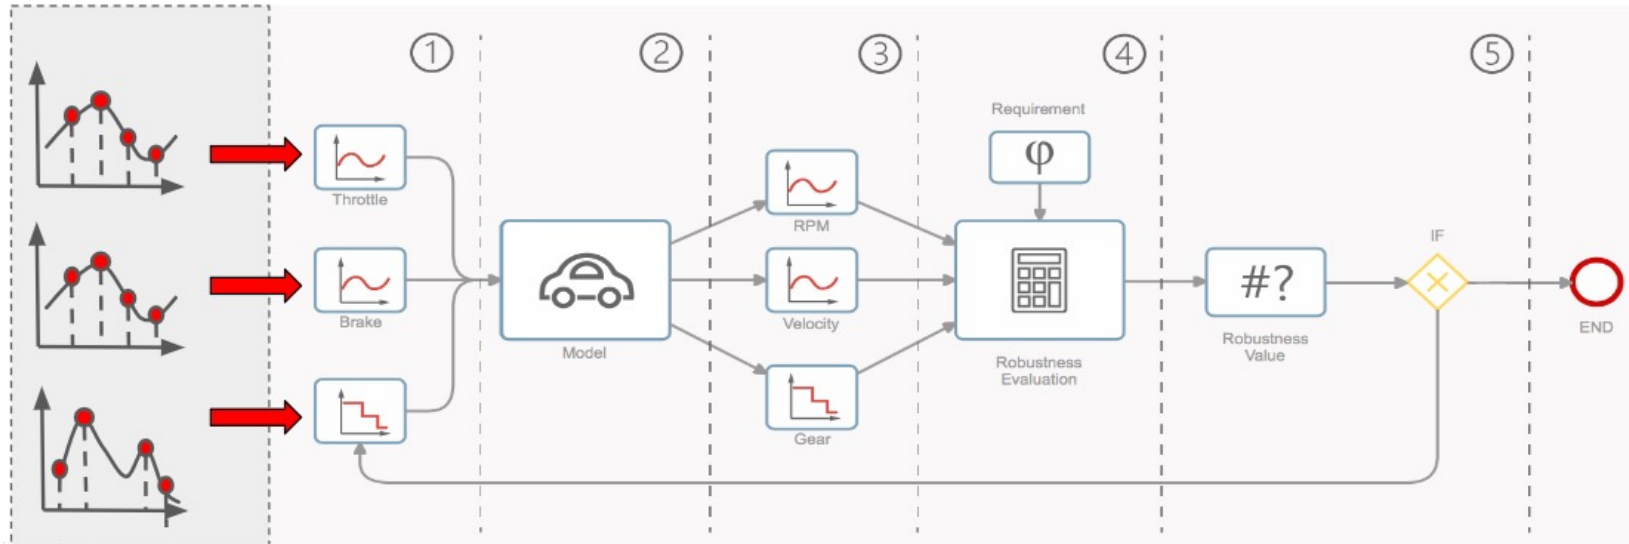 ①
②
③
④
⑤
Requirement
φ
Throttle
RPM
IF
#?
Brake
Velocity
END
Model
Robustness
Evaluation
Robustness
Value
Gear